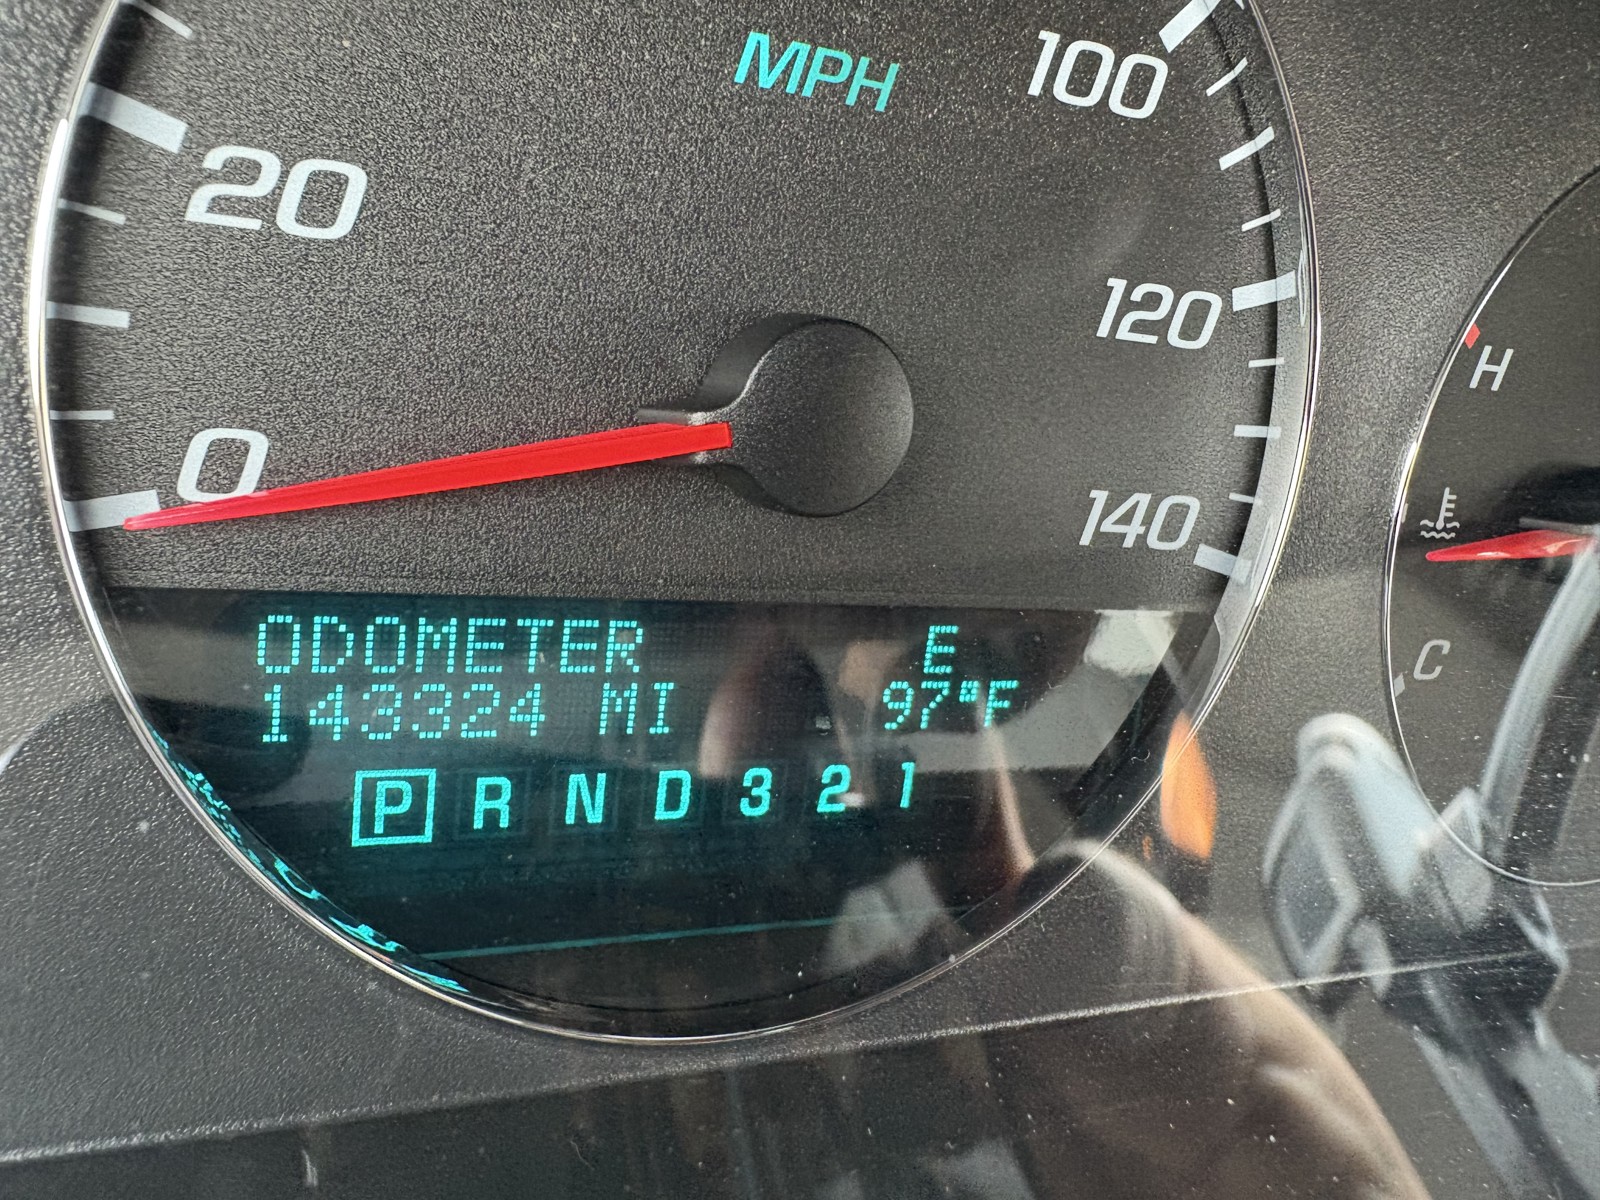 MPH
100
20
120
H
0
140
C
ODOMETER E
143324 MI 97°F
P R N D 3 2 1